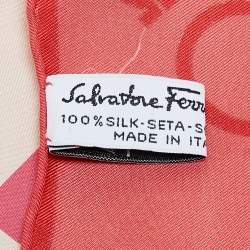 Salvatore Ferr
100% SILK-SETA-S
MADE IN ITA